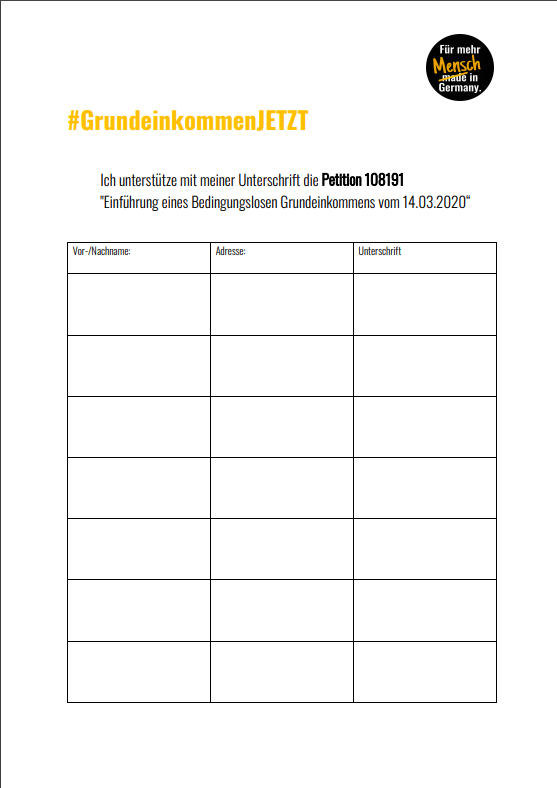 Für mehr
Mensch
made in
Germany.
#GrundeinkommenJETZT
Ich unterstütze mit meiner Unterschrift die Petition 108191
"Einführung eines Bedingungslosen Grundeinkommens vom 14.03.2020“
Vor-/Nachname: Adresse: Unterschrift